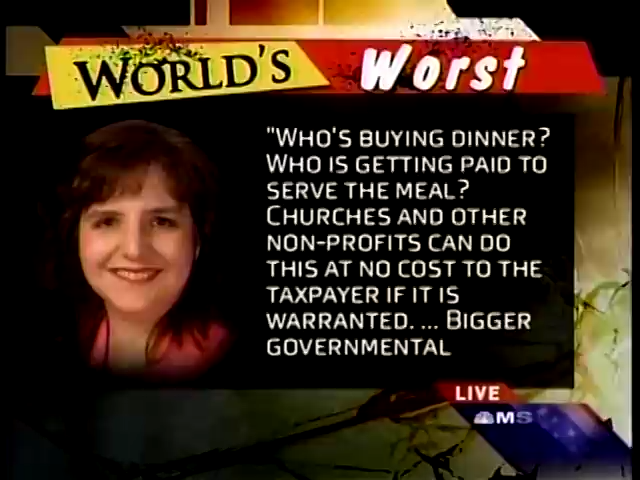 WORLD'S Worst
"WHO'S BUYING DINNER?
WHO IS GETTING PAID TO
SERVE THE MEAL?
CHURCHES AND OTHER
NON-PROFITS CAN DO
THIS AT NO COST TO THE
TAXPAYER IF IT IS
WARRANTED. ... BIGGER
GOVERNMENTAL
LIVE
MS